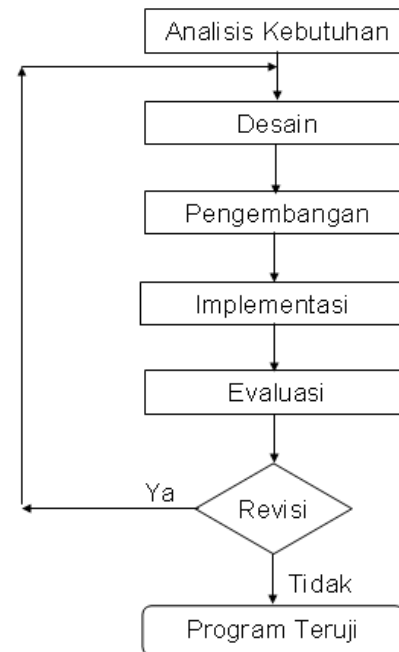 Analisis Kebutuhan
Desain
Pengembangan
Implementasi
Evaluasi
Ya
Revisi
Tidak
Program Teruji